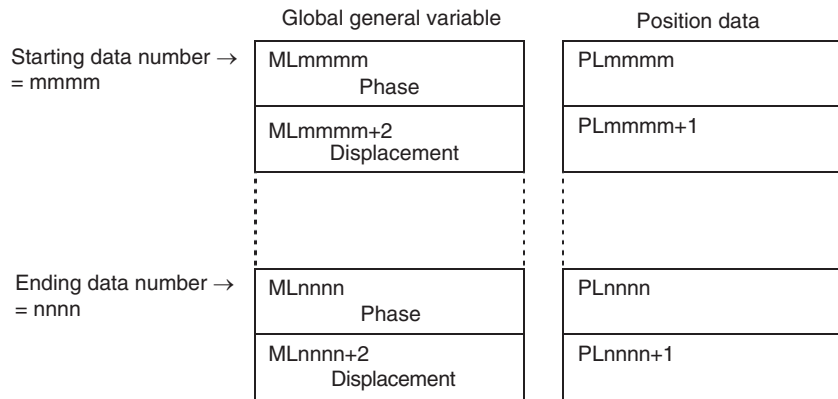 Global general variable
Position data
Starting data number →
= mmmm
MLmmmm
Phase
PLmmmm
MLmmmm+2
Displacement
PLmmmm+1
Ending data number →
= nnnn
MLnnnn
Phase
PLnnnn
MLnnnn+2
Displacement
PLnnnn+1